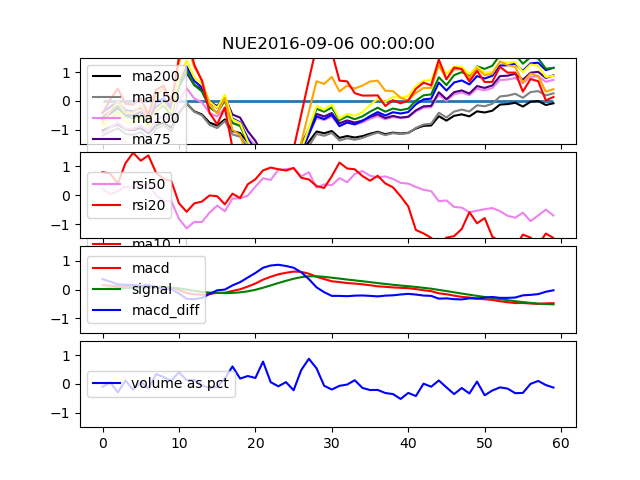 NUE2016-09-06 00:00:00
1
0
−1
ma200
ma150
ma100
ma75
1
0
−1
rsi50
rsi20
ma10
1
0
−1
macd
signal
macd_diff
1
0
−1
volume as pct
0 10 20 30 40 50 60